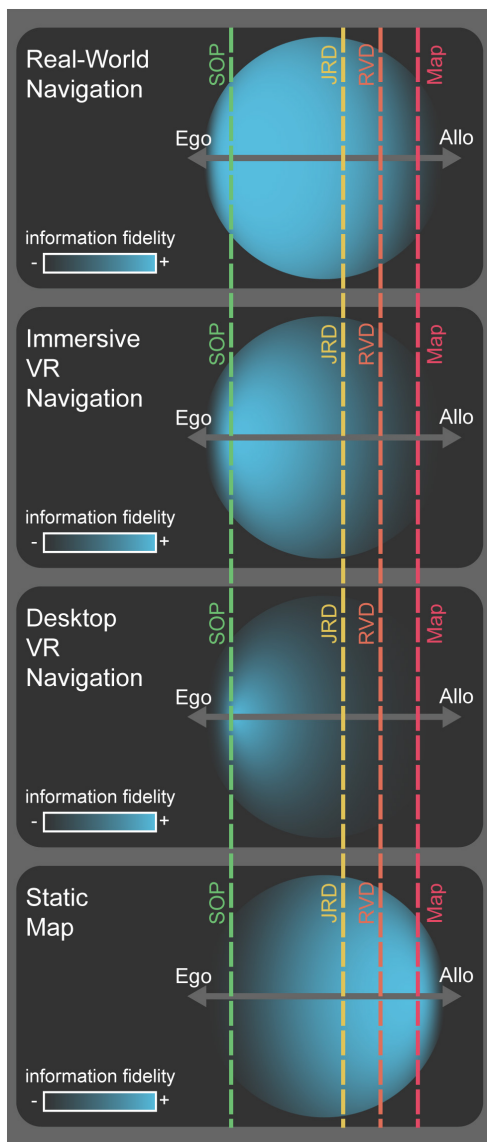 Real-World
Navigation
SOP
JRD
RVD
Map
Ego
Allo
information fidelity
- +
Immersive
VR
Navigation
SOP
JRD
RVD
Map
Ego
Allo
information fidelity
- +
Desktop
VR
Navigation
SOP
JRD
RVD
Map
Ego
Allo
information fidelity
- +
Static
Map
SOP
JRD
RVD
Map
Ego
Allo
information fidelity
- +